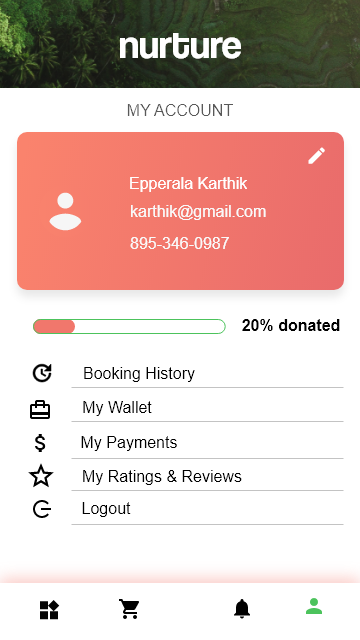 nurture
MY ACCOUNT
Epperala Karthik
karthik@gmail.com
895-346-0987
20% donated
Booking History
My Wallet
$ My Payments
My Ratings & Reviews
Logout